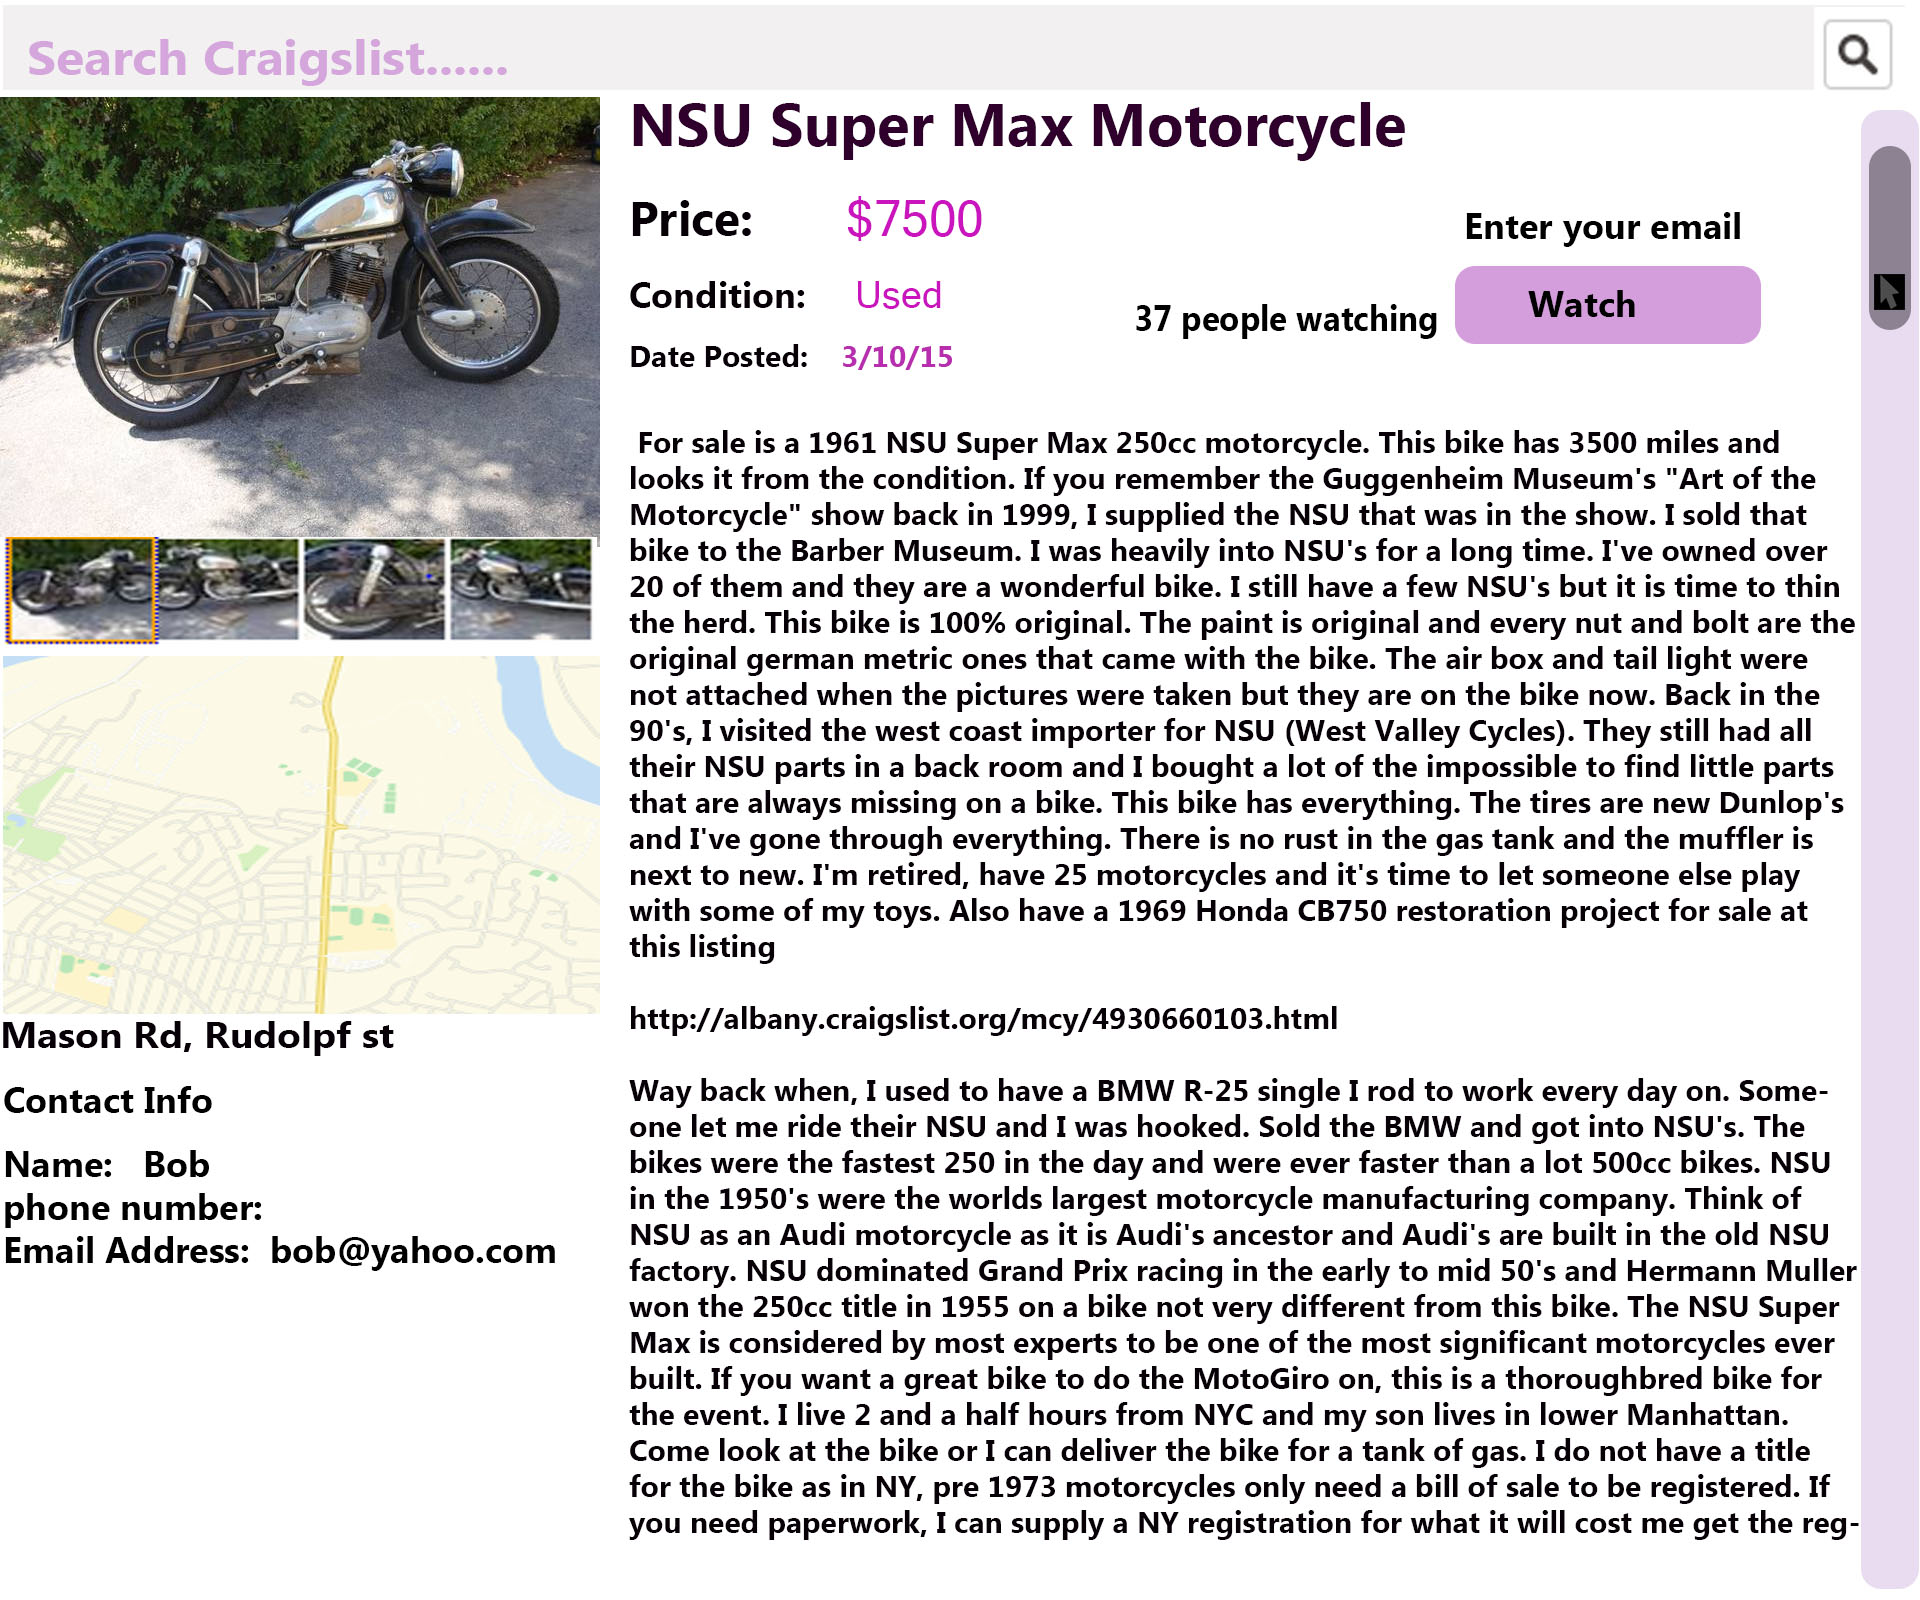 Search Craigslist......
NSU Super Max Motorcycle
Price: $7500
Enter your email
Condition: Used
37 people watching
Watch
Date Posted: 3/10/15
For sale is a 1961 NSU Super Max 250cc motorcycle. This bike has 3500 miles and
looks it from the condition. If you remember the Guggenheim Museum's "Art of the
Motorcycle" show back in 1999, I supplied the NSU that was in the show. I sold that
bike to the Barber Museum. I was heavily into NSU's for a long time. I've owned over
20 of them and they are a wonderful bike. I still have a few NSU's but it is time to thin
the herd. This bike is 100% original. The paint is original and every nut and bolt are the
original german metric ones that came with the bike. The air box and tail light were
not attached when the pictures were taken but they are on the bike now. Back in the
90's, I visited the west coast importer for NSU (West Valley Cycles). They still had all
their NSU parts in a back room and I bought a lot of the impossible to find little parts
that are always missing on a bike. This bike has everything. The tires are new Dunlop's
and I've gone through everything. There is no rust in the gas tank and the muffler is
next to new. I'm retired, have 25 motorcycles and it's time to let someone else play
with some of my toys. Also have a 1969 Honda CB750 restoration project for sale at
this listing
http://albany.craigslist.org/mcy/4930660103.html
Way back when, I used to have a BMW R-25 single I rod to work every day on. Some-
one let me ride their NSU and I was hooked. Sold the BMW and got into NSU's. The
bikes were the fastest 250 in the day and were ever faster than a lot 500cc bikes. NSU
in the 1950's were the worlds largest motorcycle manufacturing company. Think of
NSU as an Audi motorcycle as it is Audi's ancestor and Audi's are built in the old NSU
factory. NSU dominated Grand Prix racing in the early to mid 50's and Hermann Muller
won the 250cc title in 1955 on a bike not very different from this bike. The NSU Super
Max is considered by most experts to be one of the most significant motorcycles ever
built. If you want a great bike to do the MotoGiro on, this is a thoroughbred bike for
the event. I live 2 and a half hours from NYC and my son lives in lower Manhattan.
Come look at the bike or I can deliver the bike for a tank of gas. I do not have a title
for the bike as in NY, pre 1973 motorcycles only need a bill of sale to be registered. If
you need paperwork, I can supply a NY registration for what it will cost me get the reg-
Mason Rd, Rudolpf st
Contact Info
Name: Bob
phone number:
Email Address: bob@yahoo.com